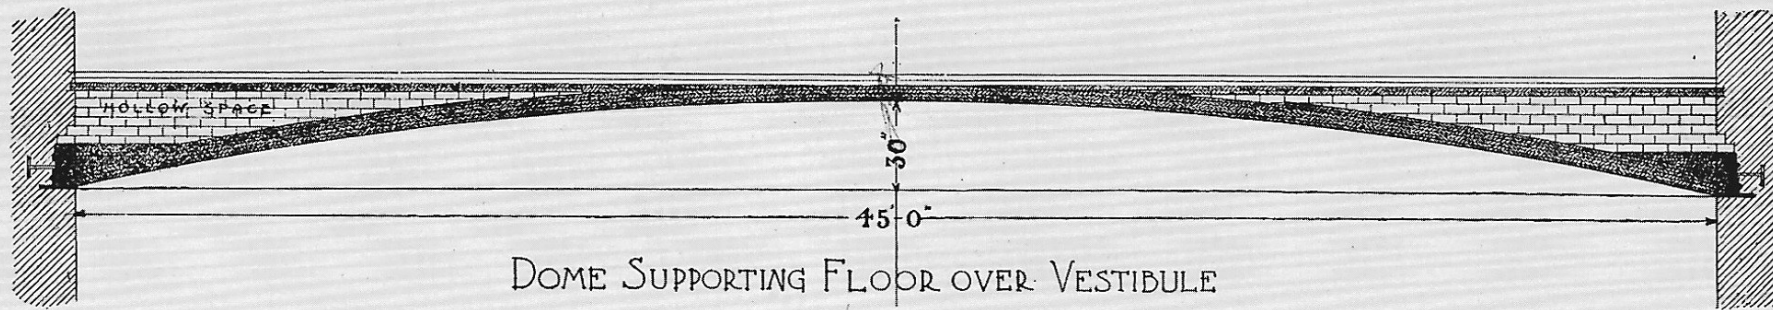 HOLLOW SPACE
30"
45'-0"
DOME SUPPORTING FLOOR OVER VESTIBULE